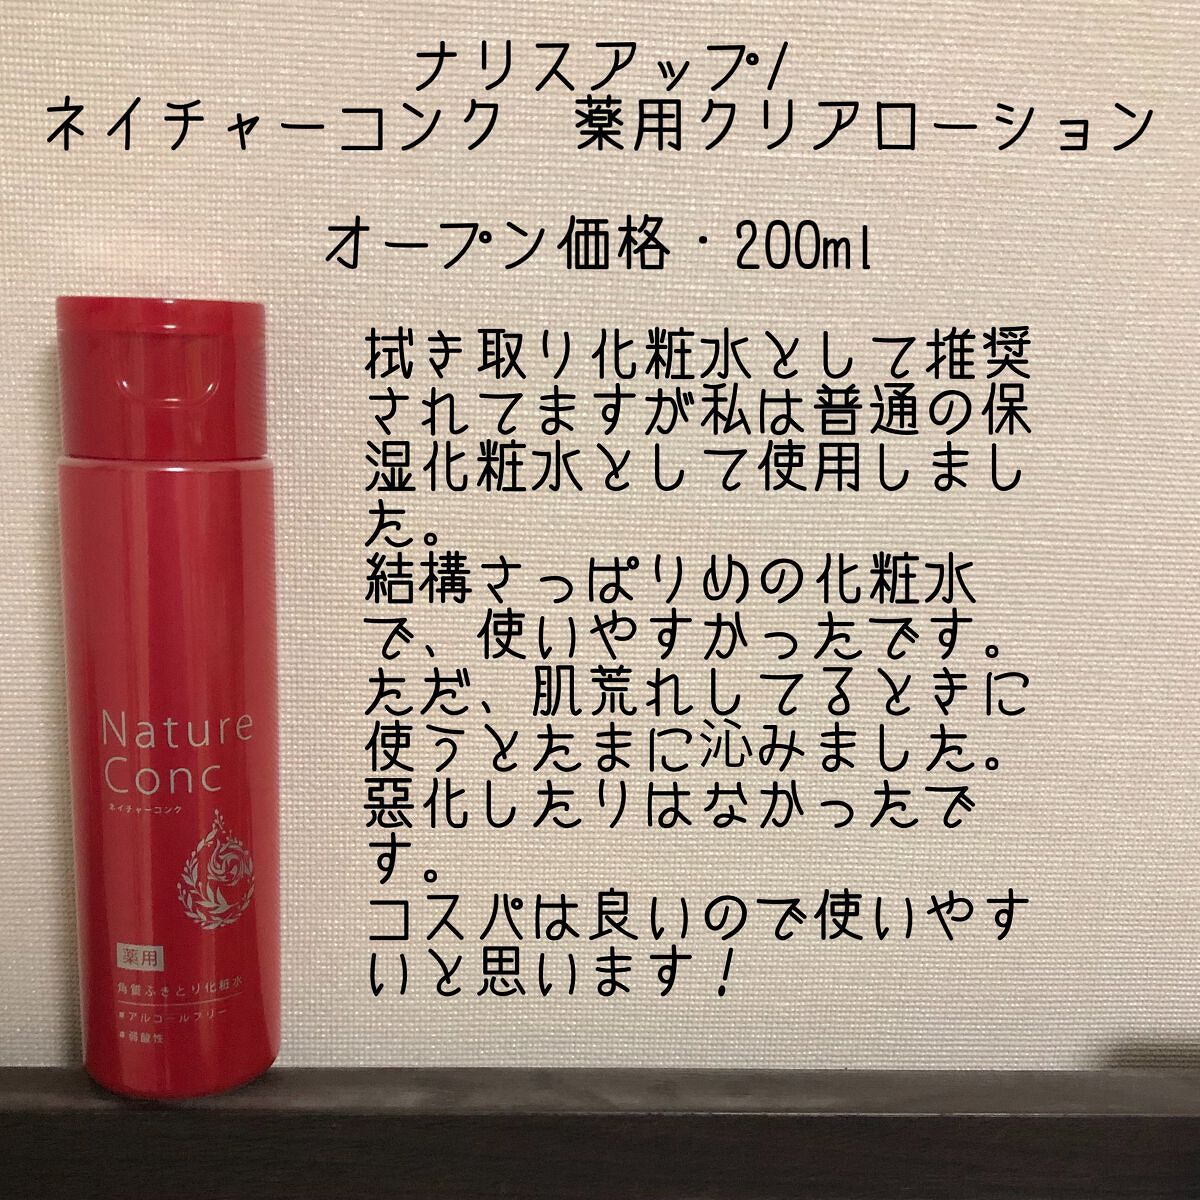 ナリスアップ/
ネイチャーコンク　薬用クリアローション
オープン価格・200ml
拭き取り化粧水として推奨
されてますが私は普通の保
湿化粧水として使用しまし
た。
結構さっぱりめの化粧水
で、使いやすかったです。
ただ、肌荒れしてるときに
使うとたまに沁みました。
悪化したりはなかったで
す。
コスパは良いので使いやす
いと思います!
Nature
Conc
ネイチャーコンク
薬用
角質ふきとり化粧水
アルコールフリー
弱酸性